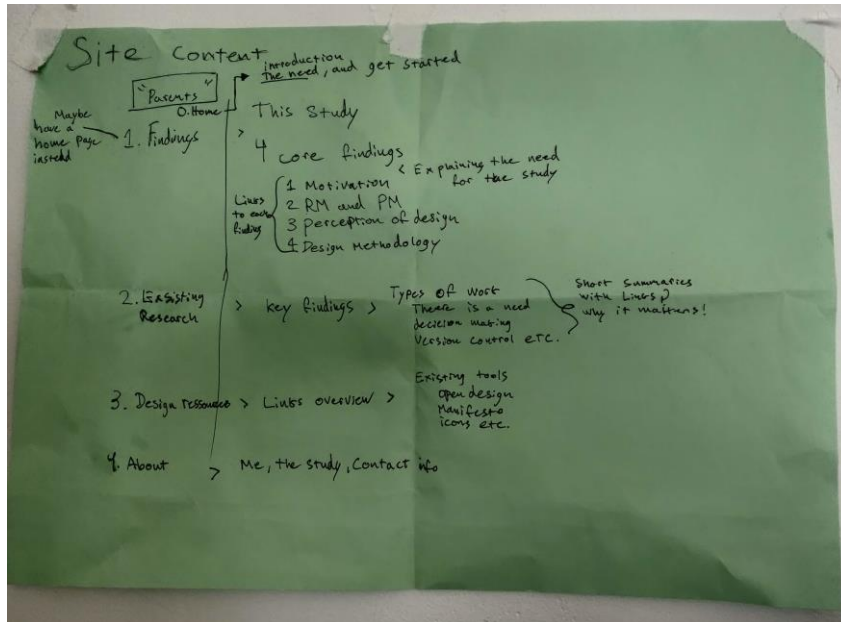 Site Content
introduction
the need, and get started
"Parents"
0. Home
Maybe
have a
home page
instead
1. Findings > This Study
4 core findings
< Explaining the need
for the study
Links
to each
finding
1 Motivation
2 RM and PM
3 perception of design
4 Design Methodology
2. Exsisting
Research
> key findings >
Types of work
There is a need
decision making
Version control etc.
Short summaries
with Links?
why it matters!
3. Design ressources > Links overview >
Existing tools
open design
Manifesto
icons etc.
4. About > Me, the study, Contact info